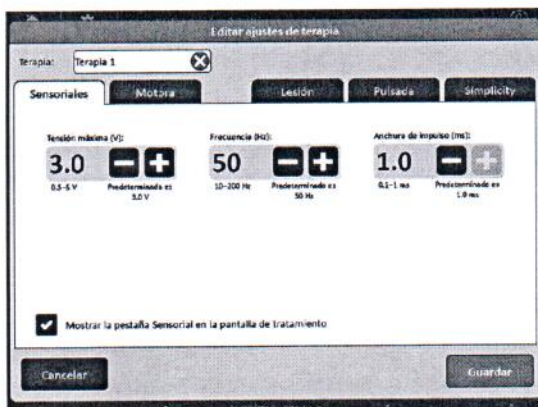 Editar ajustes de terapia
Terapia: Terapia 1
Sensoriales Motora Lesión Pulsada Simplicity
Tensión máxima (V): Frecuencia (Hz): Anchura de impulso (ms):
3.0 50 1.0
0.5–5 V Predeterminado es 3.0 V 10–200 Hz Predeterminado es 50 Hz 0.1–1 ms Predeterminado es 1.0 ms
Mostrar la pestaña Sensorial en la pantalla de tratamiento
Cancelar Guardar